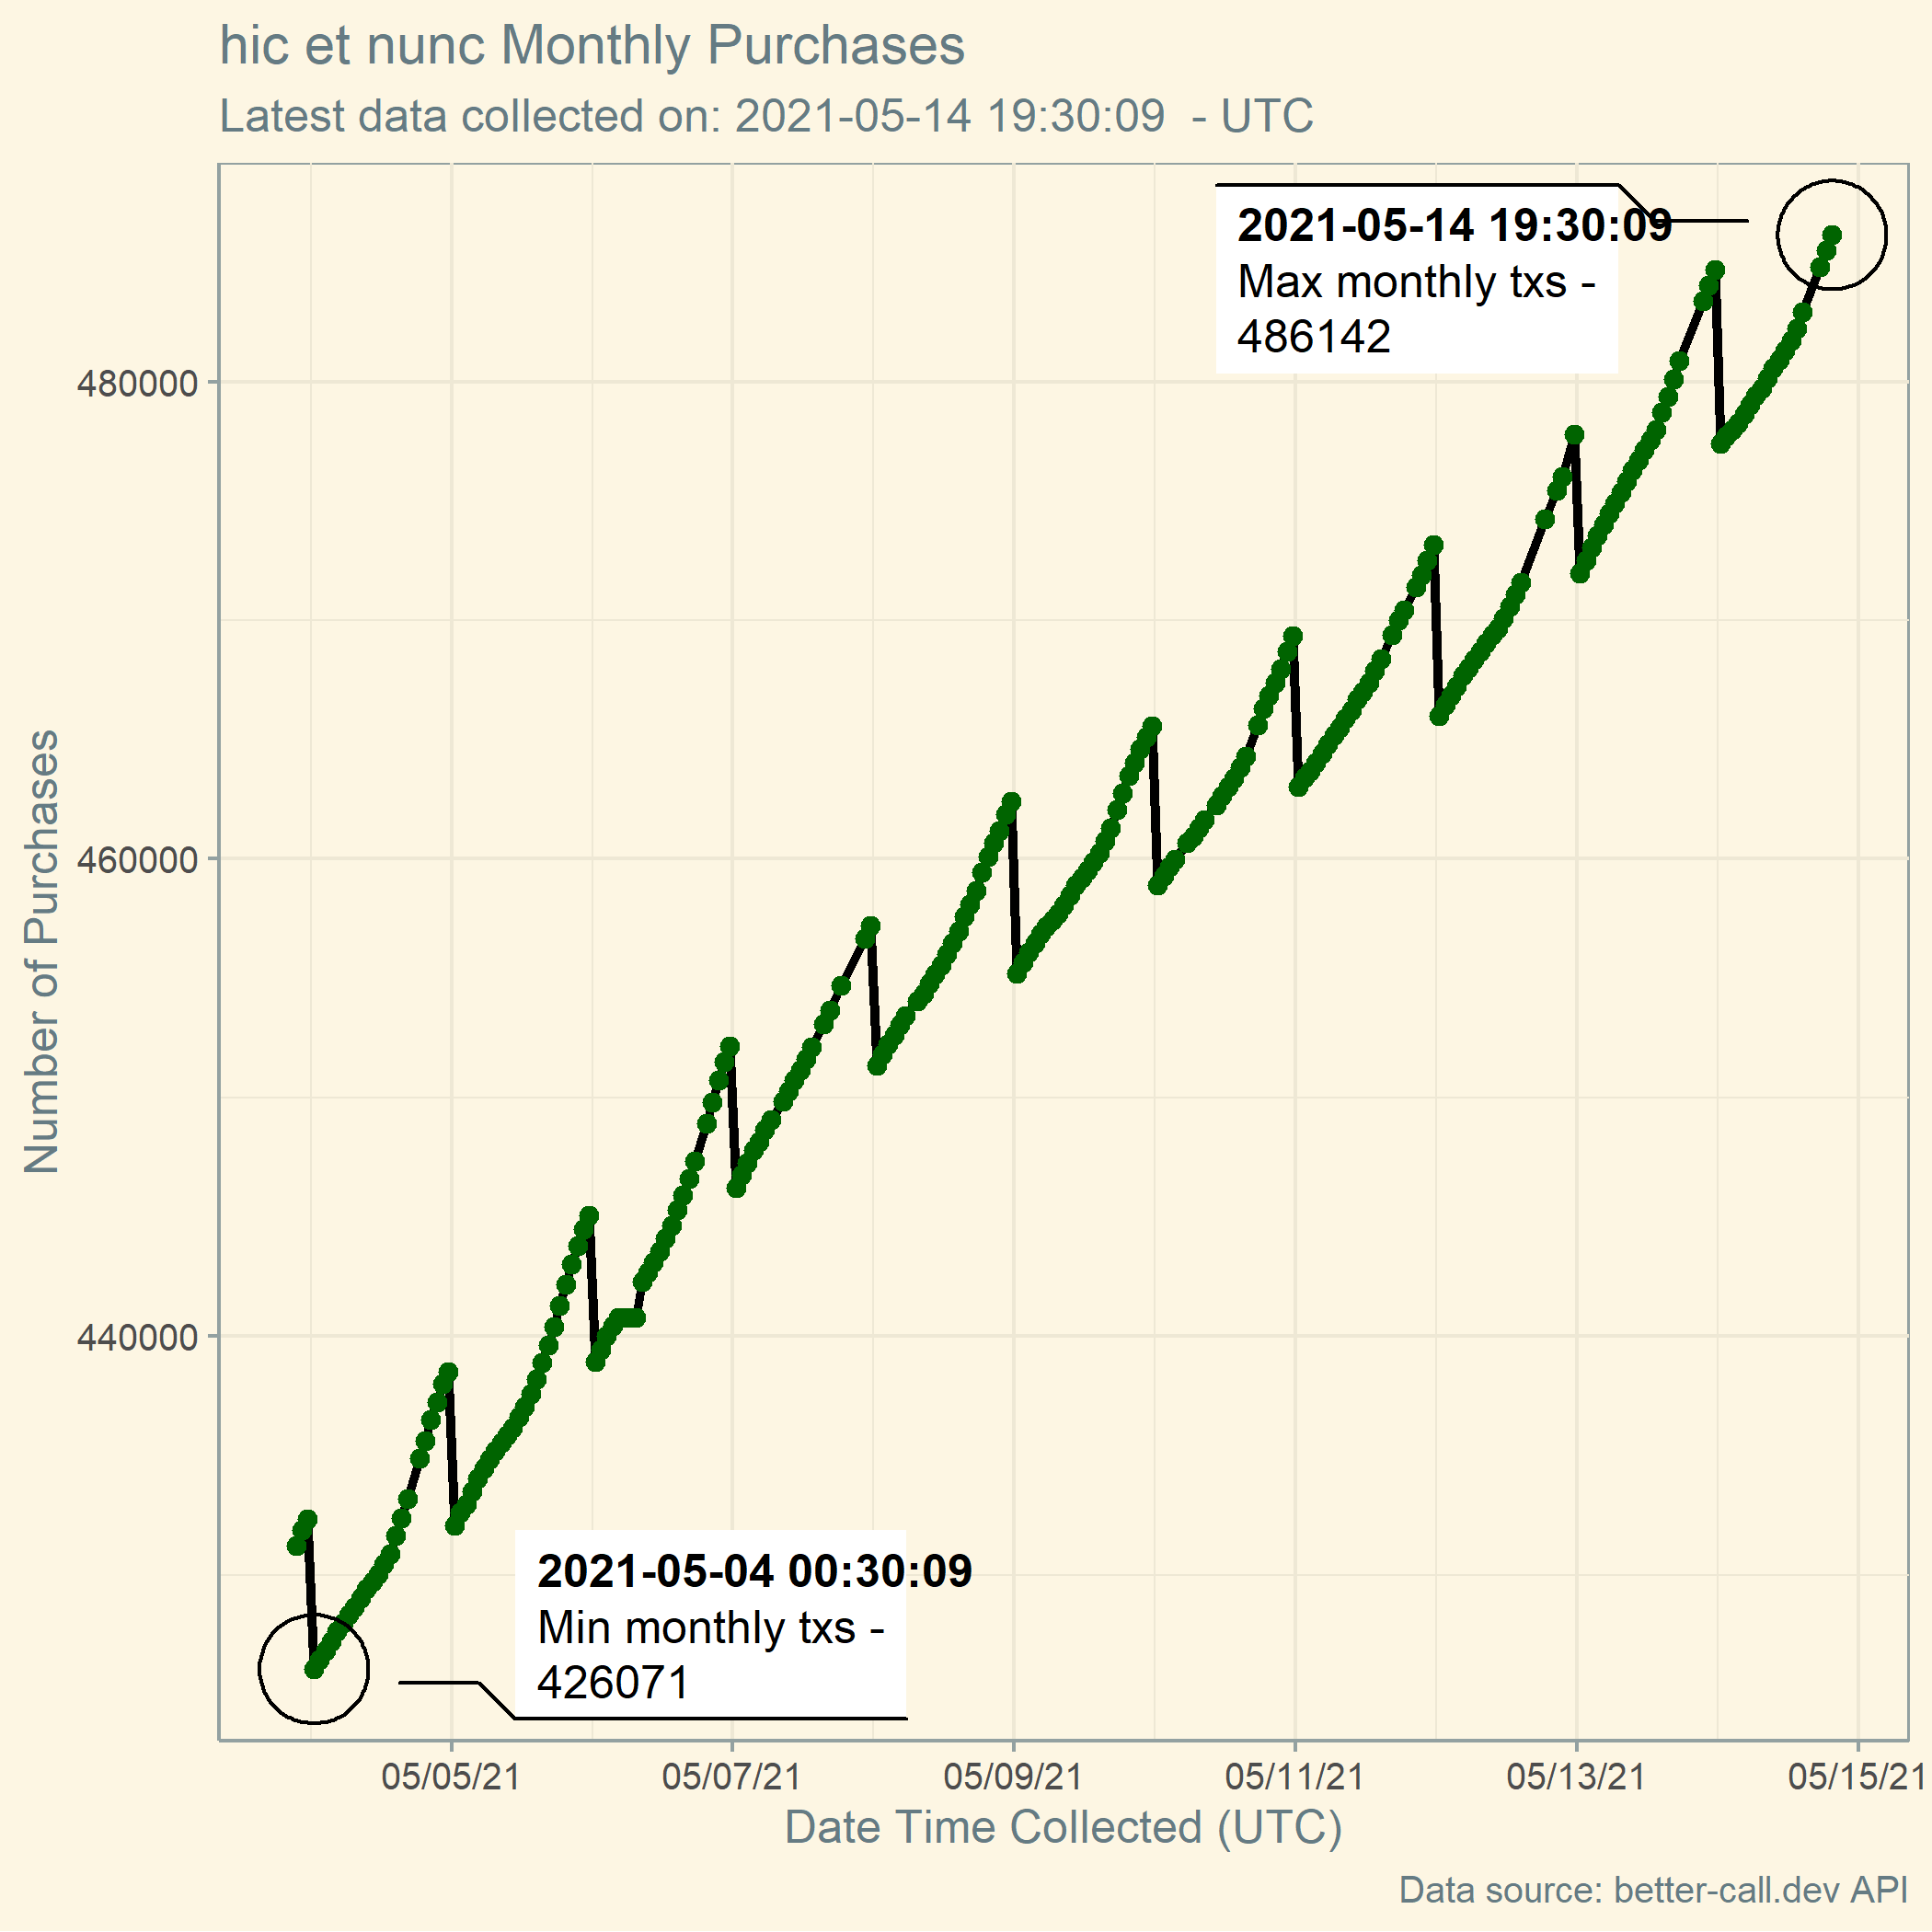 hic et nunc Monthly Purchases
Latest data collected on: 2021-05-14 19:30:09  - UTC
2021-05-14 19:30:09
Max monthly txs -
486142
480000
460000
440000
Number of Purchases
2021-05-04 00:30:09
Min monthly txs -
426071
05/05/21 05/07/21 05/09/21 05/11/21 05/13/21 05/15/21
Date Time Collected (UTC)
Data source: better-call.dev API